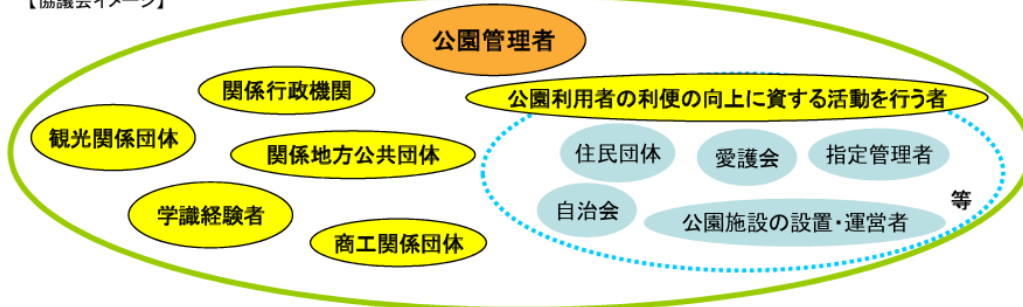 【協議会イメージ】
公園管理者
関係行政機関
公園利用者の利便の向上に資する活動を行う者
観光関係団体
関係地方公共団体
住民団体
愛護会
指定管理者
学識経験者
自治会
公園施設の設置・運営者
等
商工関係団体